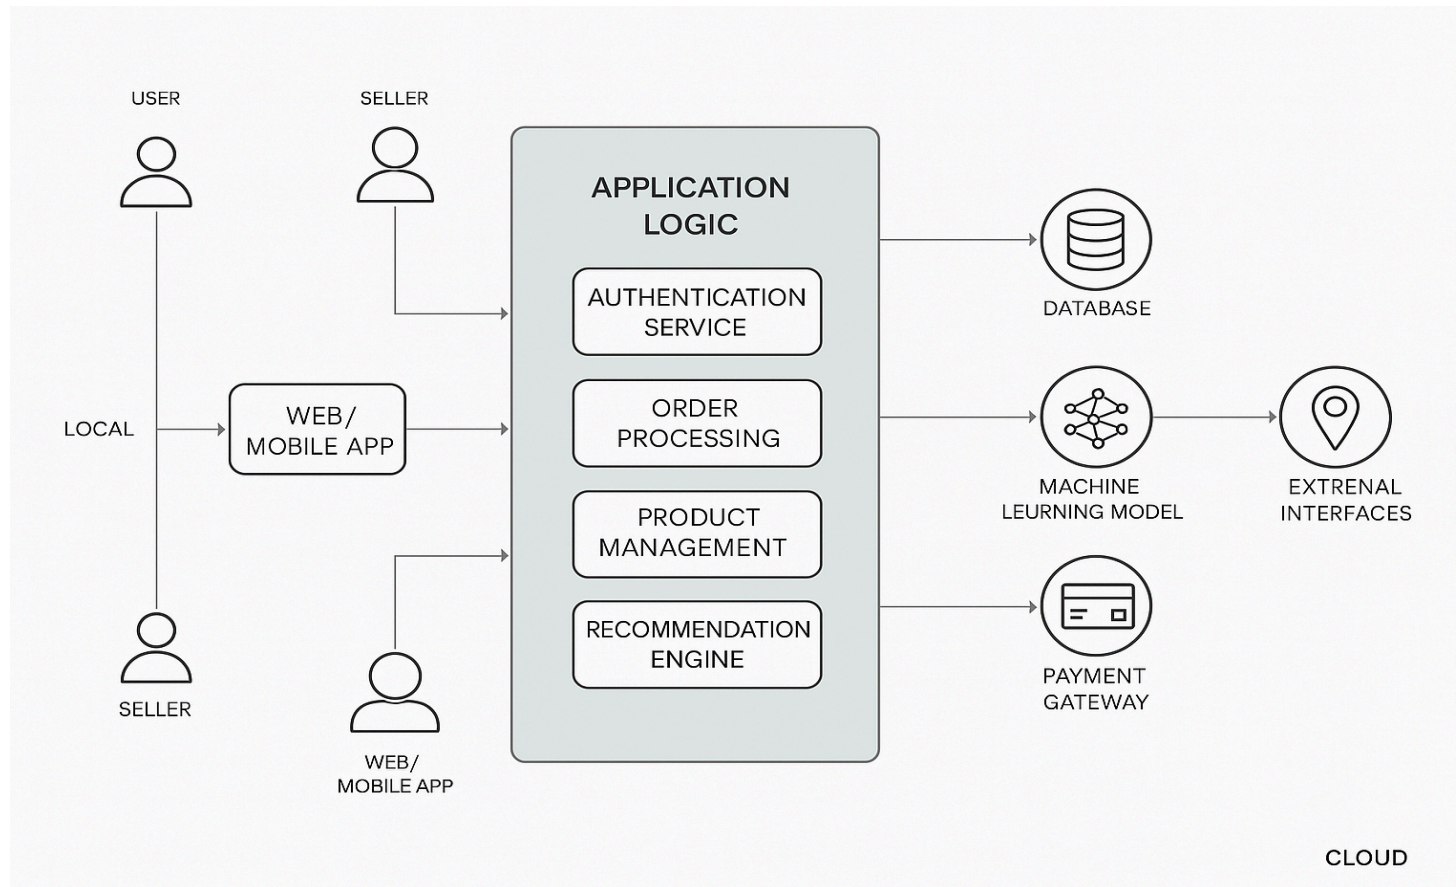 USER
SELLER
APPLICATION
LOGIC
AUTHENTICATION
SERVICE
DATABASE
LOCAL
WEB/
MOBILE APP
ORDER
PROCESSING
MACHINE
LEURNING MODEL
EXTRENAL
INTERFACES
PRODUCT
MANAGEMENT
RECOMMENDATION
ENGINE
PAYMENT
GATEWAY
SELLER
WEB/
MOBILE APP
CLOUD